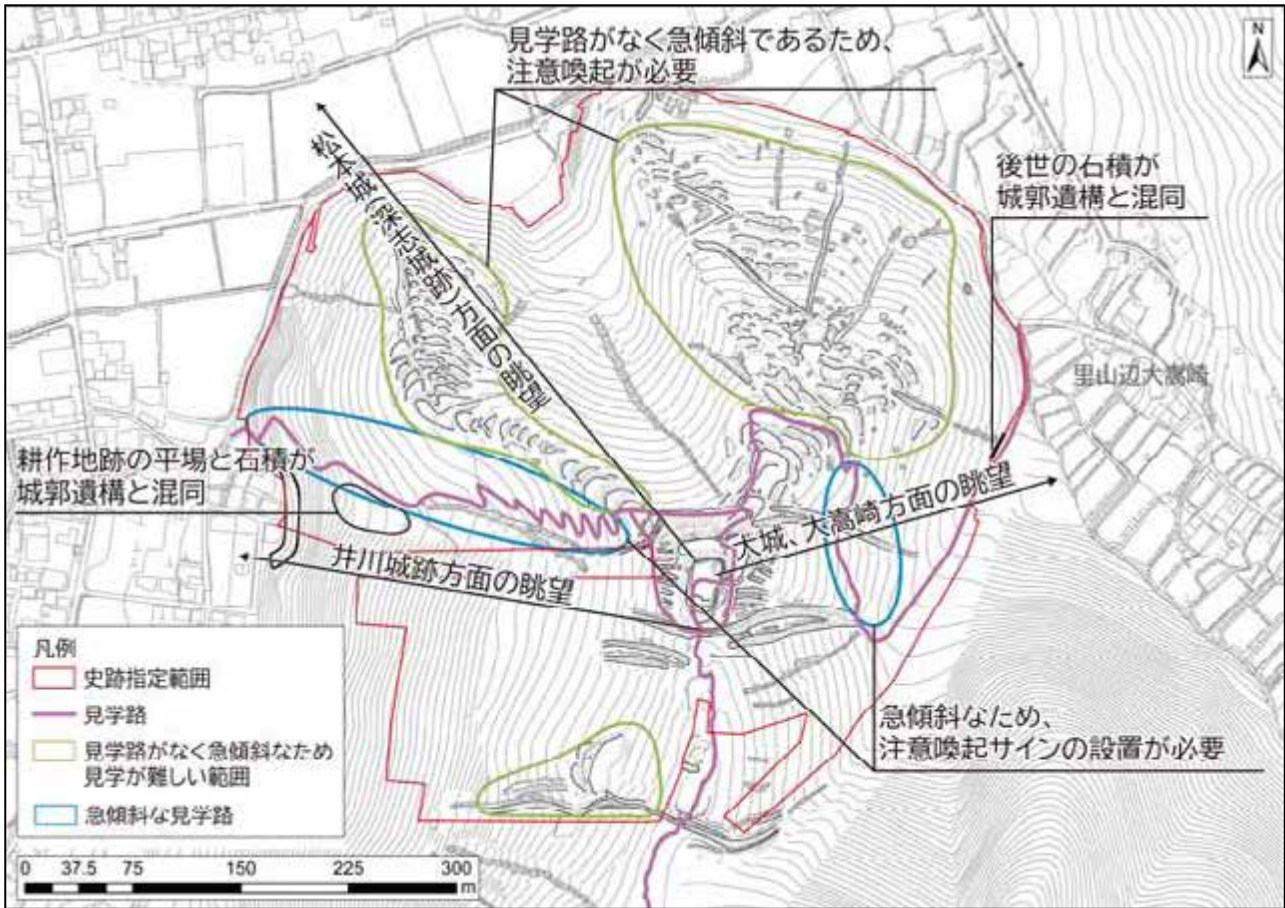 見学路がなく急傾斜であるため、
注意喚起が必要
N
松本城(深志城跡)方面の眺望
後世の石積が
城郭遺構と混同
里山辺大嵩崎
耕作地跡の平場と石積が
城郭遺構と混同
大城、大嵩崎方面の眺望
井川城跡方面の眺望
凡例
史跡指定範囲
見学路
見学路がなく急傾斜なため
見学が難しい範囲
急傾斜な見学路
急傾斜なため、
注意喚起サインの設置が必要
0 37.5 75 150 225 300
m